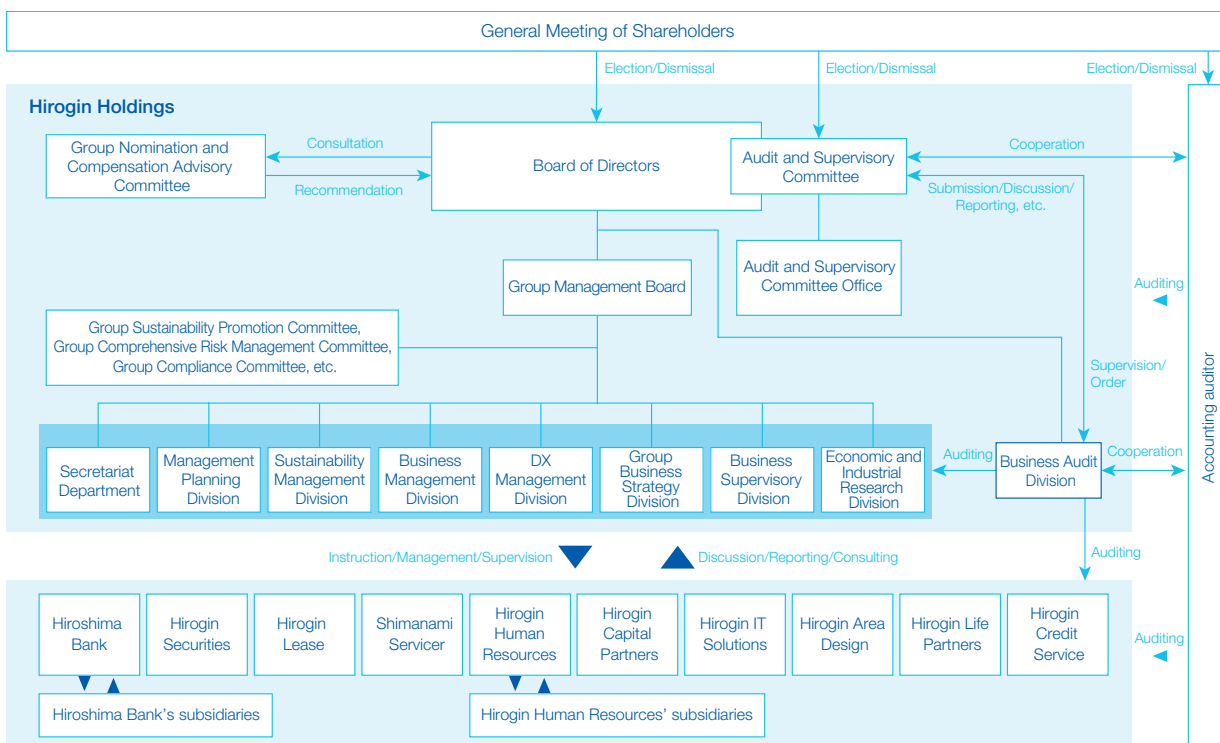 General Meeting of Shareholders
Election/Dismissal
Election/Dismissal
Election/Dismissal
Hirogin Holdings
Group Nomination and
Compensation Advisory
Committee
Consultation
Recommendation
Board of Directors
Audit and Supervisory
Committee
Cooperation
Submission/Discussion/
Reporting, etc.
Group Management Board
Audit and Supervisory
Committee Office
Auditing
Group Sustainability Promotion Committee,
Group Comprehensive Risk Management Committee,
Group Compliance Committee, etc.
Supervision/
Order
Accounting auditor
Secretariat
Department
Management
Planning
Division
Sustainability
Management
Division
Business
Management
Division
DX
Management
Division
Group
Business
Strategy
Division
Business
Supervisory
Division
Economic and
Industrial
Research
Division
Auditing
Business Audit
Division
Cooperation
Instruction/Management/Supervision
Discussion/Reporting/Consulting
Auditing
Hiroshima
Bank
Hirogin
Securities
Hirogin
Lease
Shimanami
Servicer
Hirogin
Human
Resources
Hirogin
Capital
Partners
Hirogin IT
Solutions
Hirogin Area
Design
Hirogin Life
Partners
Hirogin
Credit
Service
Auditing
Hiroshima Bank's subsidiaries
Hirogin Human Resources' subsidiaries